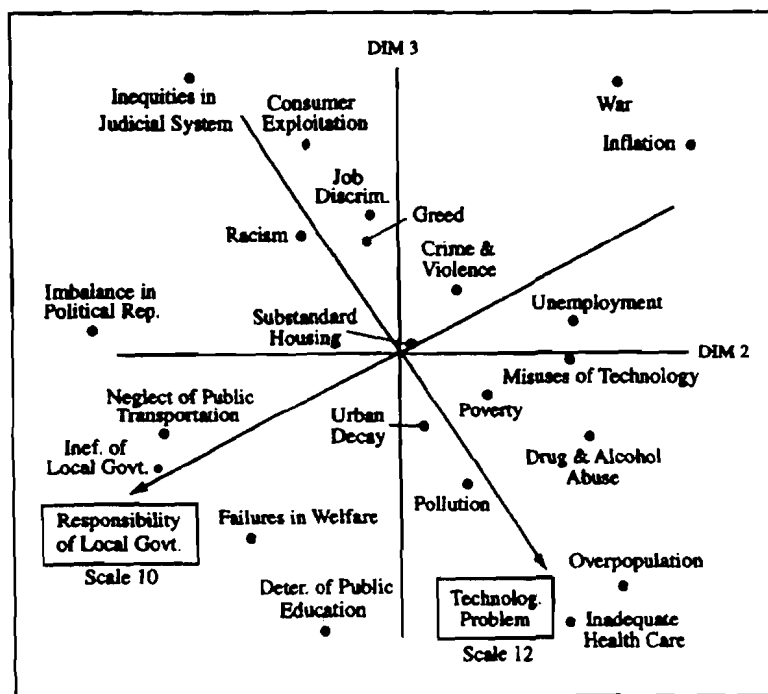 DIM 3
Inequities in
Judicial System
Consumer
Exploitation
War
Inflation
Job
Discrim.
Greed
Racism
Crime &
Violence
Imbalance in
Political Rep.
Substandard
Housing
Unemployment
DIM 2
Misuses of Technology
Neglect of Public
Transportation
Urban
Decay
Poverty
Inef. of
Local Govt.
Drug & Alcohol
Abuse
Pollution
Responsibility
of Local Govt.
Scale 10
Failures in Welfare
Deter. of Public
Education
Technolog.
Problem
Scale 12
Overpopulation
Inadequate
Health Care